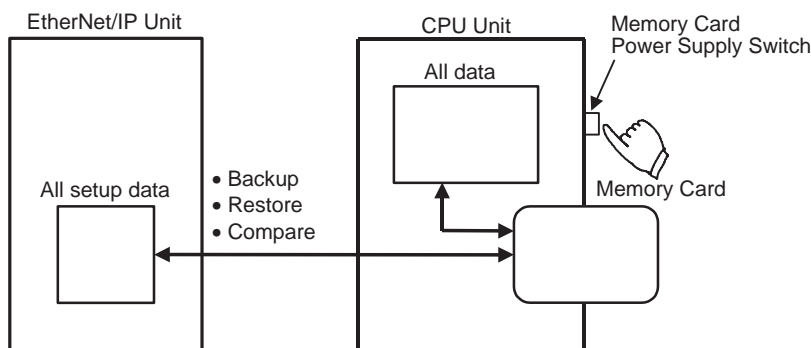 EtherNet/IP Unit
CPU Unit
Memory Card
Power Supply Switch
All data
All setup data
• Backup
• Restore
• Compare
Memory Card